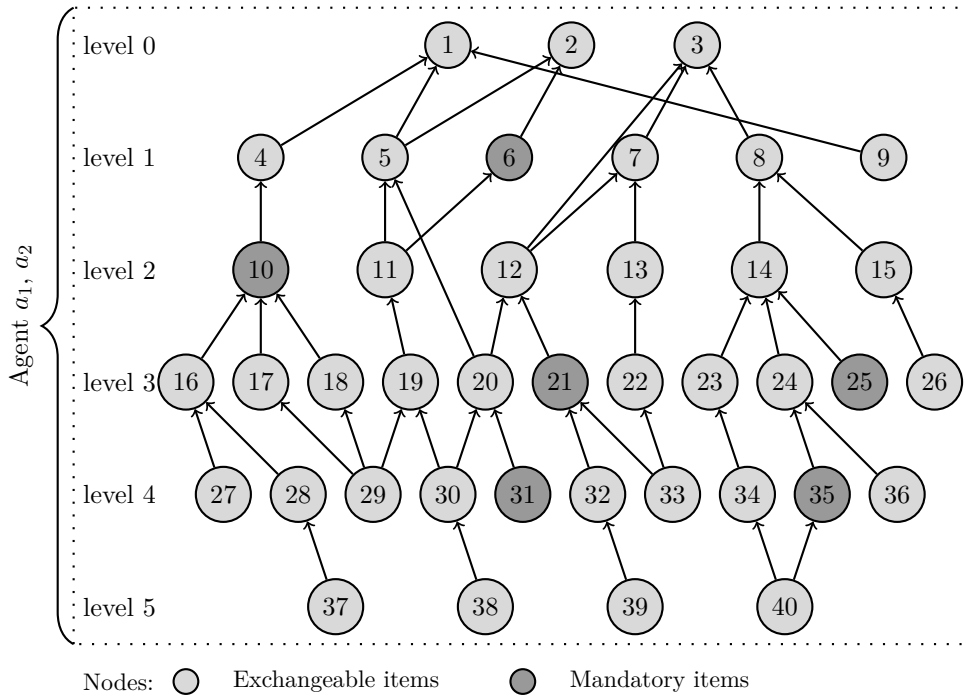 level 0 1 2 3
level 1 4 5 6 7 8 9
level 2 10 11 12 13 14 15
level 3 16 17 18 19 20 21 22 23 24 25 26
level 4 27 28 29 30 31 32 33 34 35 36
level 5 37 38 39 40
Agent a₁, a₂
Nodes: Exchangeable items Mandatory items